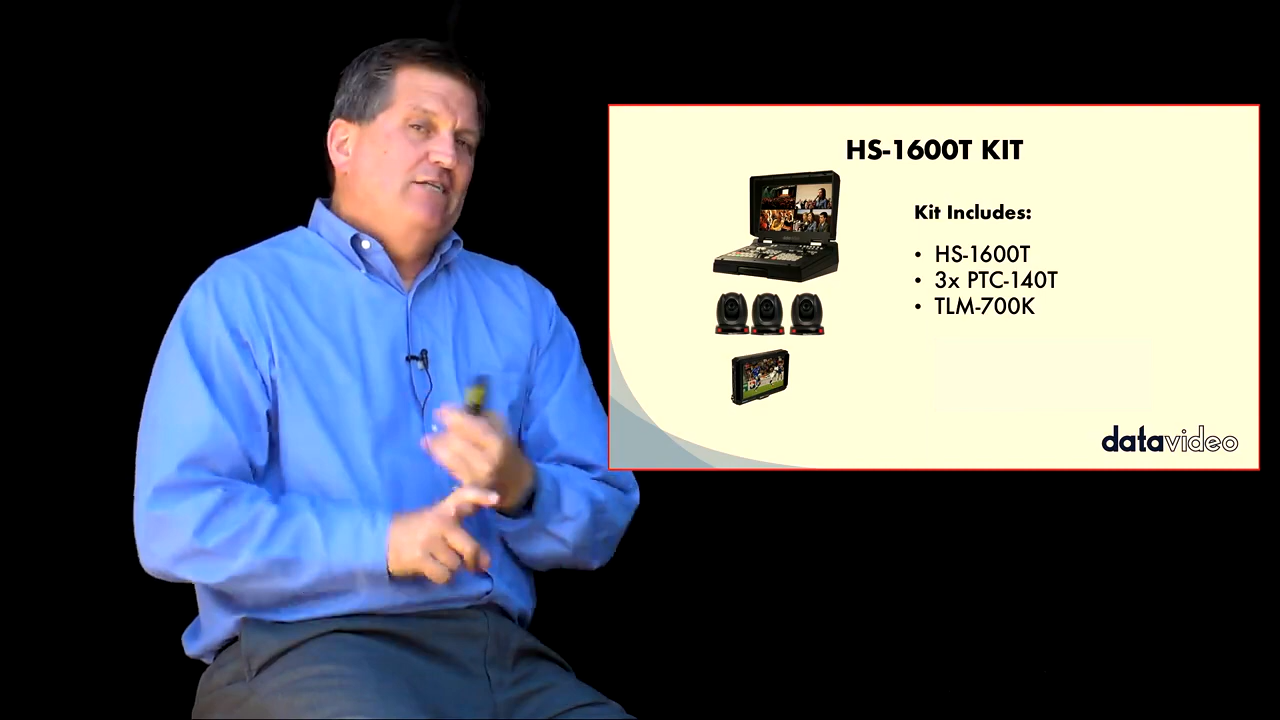 HS-1600T KIT
Kit Includes:
• HS-1600T
• 3x PTC-140T
• TLM-700K
datavideo